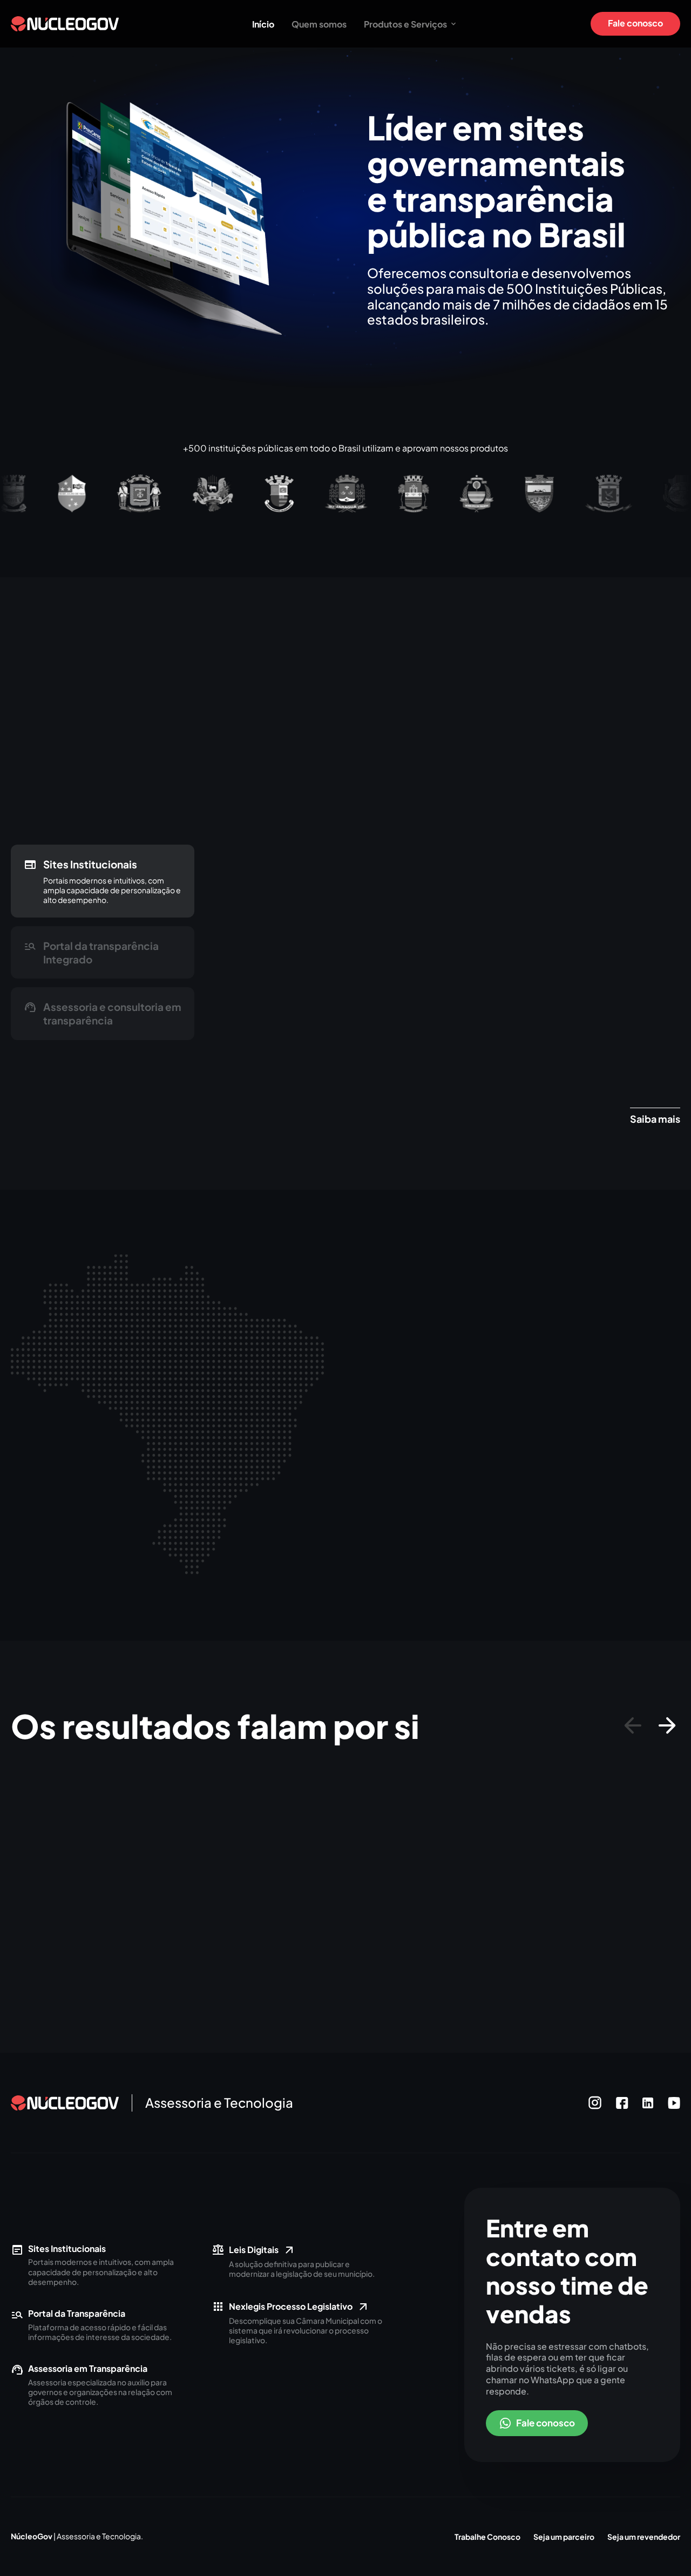 NÚCLEOGOV
Início
Quem somos
Produtos e Serviços
Fale conosco
Líder em sites
governamentais
e transparência
pública no Brasil
Oferecemos consultoria e desenvolvemos
soluções para mais de 500 Instituições Públicas,
alcançando mais de 7 milhões de cidadãos em 15
estados brasileiros.
+500 instituições públicas em todo o Brasil utilizam e aprovam nossos produtos
Sites Institucionais
Portais modernos e intuitivos, com
ampla capacidade de personalização e
alto desempenho.
Portal da transparência
Integrado
Assessoria e consultoria em
transparência
Saiba mais
Os resultados falam por si
NÚCLEOGOV
Assessoria e Tecnologia
Sites Institucionais
Portais modernos e intuitivos, com ampla
capacidade de personalização e alto
desempenho.
Portal da Transparência
Plataforma de acesso rápido e fácil das
informações de interesse da sociedade.
Assessoria em Transparência
Assessoria especializada no auxílio para
governos e organizações na relação com
órgãos de controle.
Leis Digitais
A solução definitiva para publicar e
modernizar a legislação de seu município.
Nexlegis Processo Legislativo
Descomplique sua Câmara Municipal com o
sistema que irá revolucionar o processo
legislativo.
Entre em
contato com
nosso time de
vendas
Não precisa se estressar com chatbots,
filas de espera ou em ter que ficar
abrindo vários tickets, é só ligar ou
chamar no WhatsApp que a gente
responde.
Fale conosco
NúcleoGov | Assessoria e Tecnologia.
Trabalhe Conosco
Seja um parceiro
Seja um revendedor